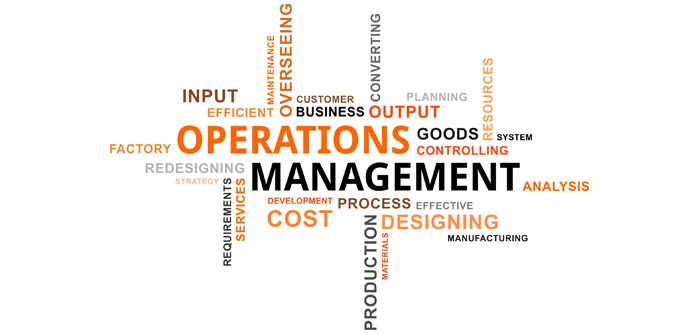 OVERSEEING
MAINTENANCE
CONVERTING
RESOURCES
INPUT
CUSTOMER
PLANNING
EFFICIENT
BUSINESS
OUTPUT
FACTORY
OPERATIONS
GOODS
SYSTEM
CONTROLLING
REDESIGNING
MANAGEMENT
STRATEGY
ANALYSIS
REQUIREMENTS
SERVICES
DEVELOPMENT
PROCESS
EFFECTIVE
COST
PRODUCTION
DESIGNING
MATERIALS
MANUFACTURING